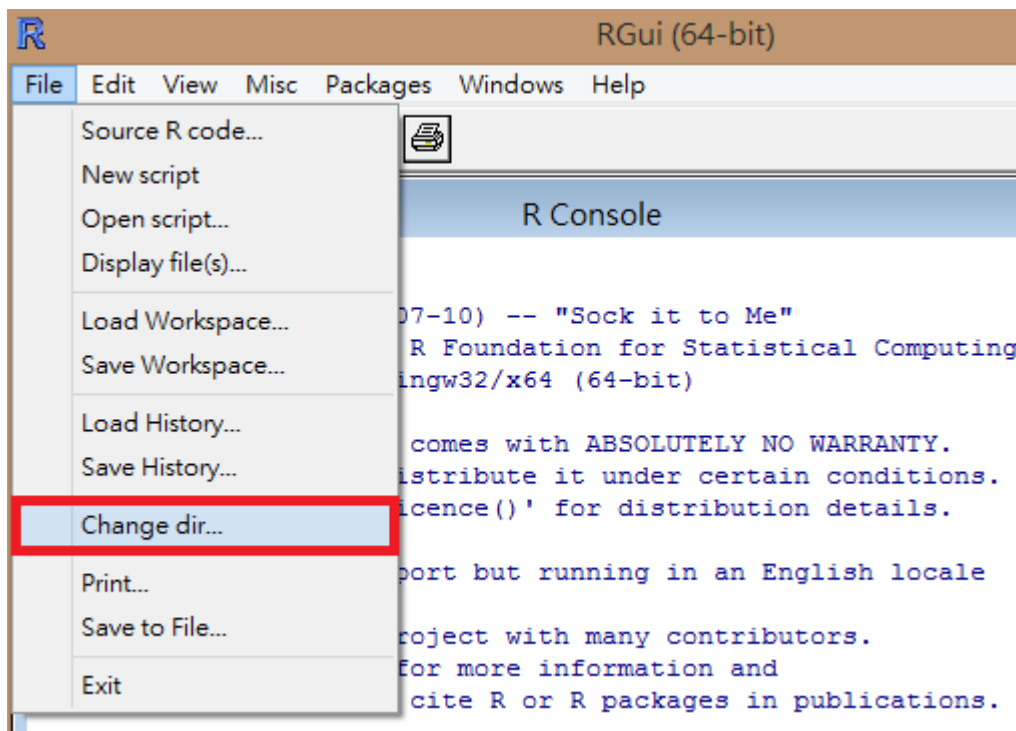 RGui (64-bit)
File Edit View Misc Packages Windows Help
Source R code...
New script
Open script...
Display file(s)...
Load Workspace...
Save Workspace...
Load History...
Save History...
Change dir...
Print...
Save to File...
Exit
R Console
07-10) -- "Sock it to Me"
R Foundation for Statistical Computing
ingw32/x64 (64-bit)
comes with ABSOLUTELY NO WARRANTY.
istribute it under certain conditions.
icence()' for distribution details.
port but running in an English locale
roject with many contributors.
for more information and
cite R or R packages in publications.